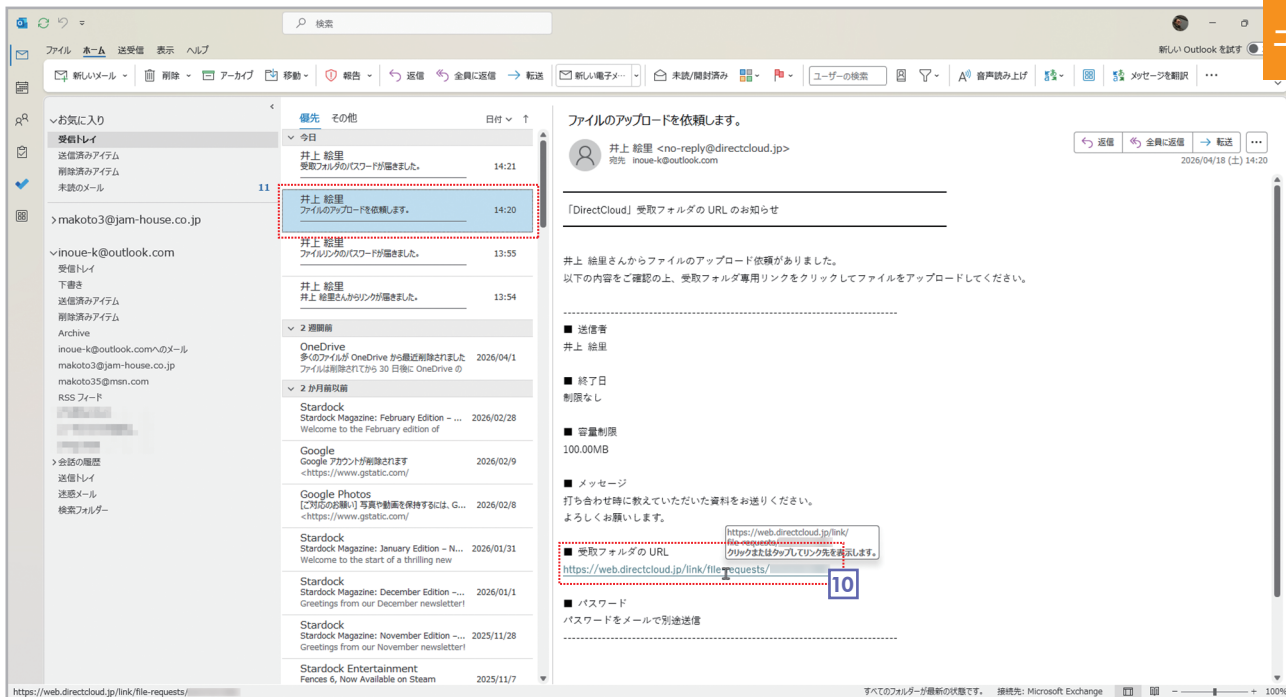 検索
ファイル ホーム 送受信 表示 ヘルプ
新しい Outlook を試す
新しいメール 削除 アーカイブ 移動 報告 返信 全員に返信 転送 新しい電子メ… 未読/開封済み ユーザーの検索 音声読み上げ メッセージを翻訳 …
お気に入り
受信トレイ
送信済みアイテム
削除済みアイテム
未読のメール 11
makoto3@jam-house.co.jp
inoue-k@outlook.com
受信トレイ
下書き
送信済みアイテム
削除済みアイテム
Archive
inoue-k@outlook.comへのメール
makoto3@jam-house.co.jp
makoto35@msn.com
RSS フィード
会話の履歴
送信トレイ
迷惑メール
検索フォルダー
優先 その他 日付
今日
井上 絵里
受取フォルダのパスワードが届きました。 14:21
井上 絵里
ファイルのアップロードを依頼します。 14:20
井上 絵里
ファイルリンクのパスワードが届きました。 13:55
井上 絵里
井上 絵里さんからリンクが届きました。 13:54
2 週間前
OneDrive
多くのファイルが OneDrive から最近削除されました 2026/04/1
ファイルは削除されてから 30 日後に OneDrive の
2 か月前以前
Stardock
Stardock Magazine: February Edition – ... 2026/02/28
Welcome to the February edition of
Google
Google アカウントが削除されます 2026/02/9
<https://www.gstatic.com/
Google Photos
[ご対応のお願い] 写真や動画を保持するには、G... 2026/02/8
<https://www.gstatic.com/
Stardock
Stardock Magazine: January Edition – N... 2026/01/31
Welcome to the start of a thrilling new
Stardock
Stardock Magazine: December Edition –... 2026/01/1
Greetings from our December newsletter!
Stardock
Stardock Magazine: November Edition –... 2025/11/28
Greetings from our November newsletter!
Stardock Entertainment
Fences 6, Now Available on Steam 2025/11/7
ファイルのアップロードを依頼します。
井上 絵里 <no-reply@directcloud.jp>
宛先 inoue-k@outlook.com
返信 全員に返信 転送 …
2026/04/18 (土) 14:20
「DirectCloud」受取フォルダの URL のお知らせ
井上 絵里さんからファイルのアップロード依頼がありました。
以下の内容をご確認の上、受取フォルダ専用リンクをクリックしてファイルをアップロードしてください。
■ 送信者
井上 絵里
■ 終了日
制限なし
■ 容量制限
100.00MB
■ メッセージ
打ち合わせ時に教えていただいた資料をお送りください。
よろしくお願いします。
https://web.directcloud.jp/link/
file-requests/
クリックまたはタップしてリンク先を表示します。
■ 受取フォルダの URL
https://web.directcloud.jp/link/file-requests/
10
■ パスワード
パスワードをメールで別途送信
https://web.directcloud.jp/link/file-requests/
すべてのフォルダーが最新の状態です。 接続先: Microsoft Exchange 100%